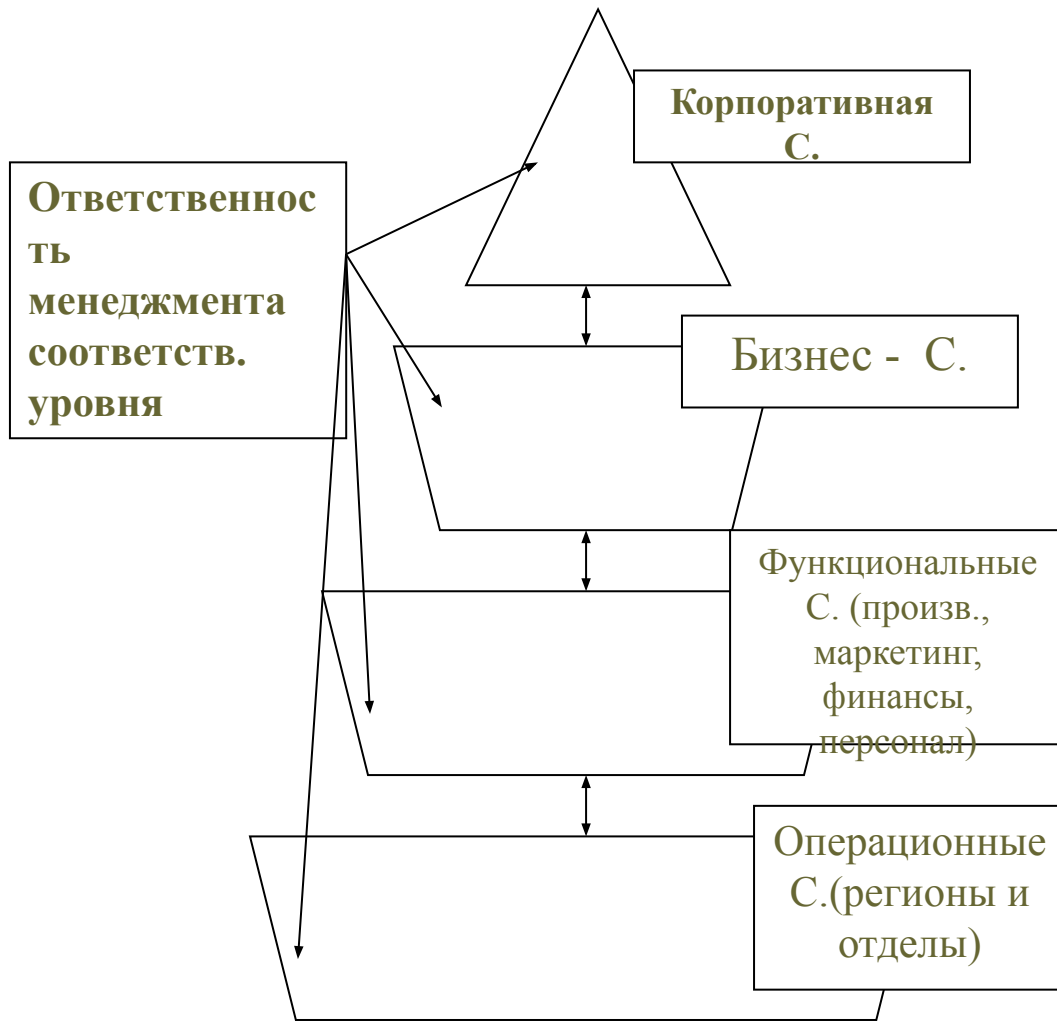 Корпоративная
С.
Ответственнос
ть
менеджмента
соответств.
уровня
Бизнес - С.
Функциональные
С. (произв.,
маркетинг,
финансы,
персонал)
Операционные
С.(регионы и
отделы)